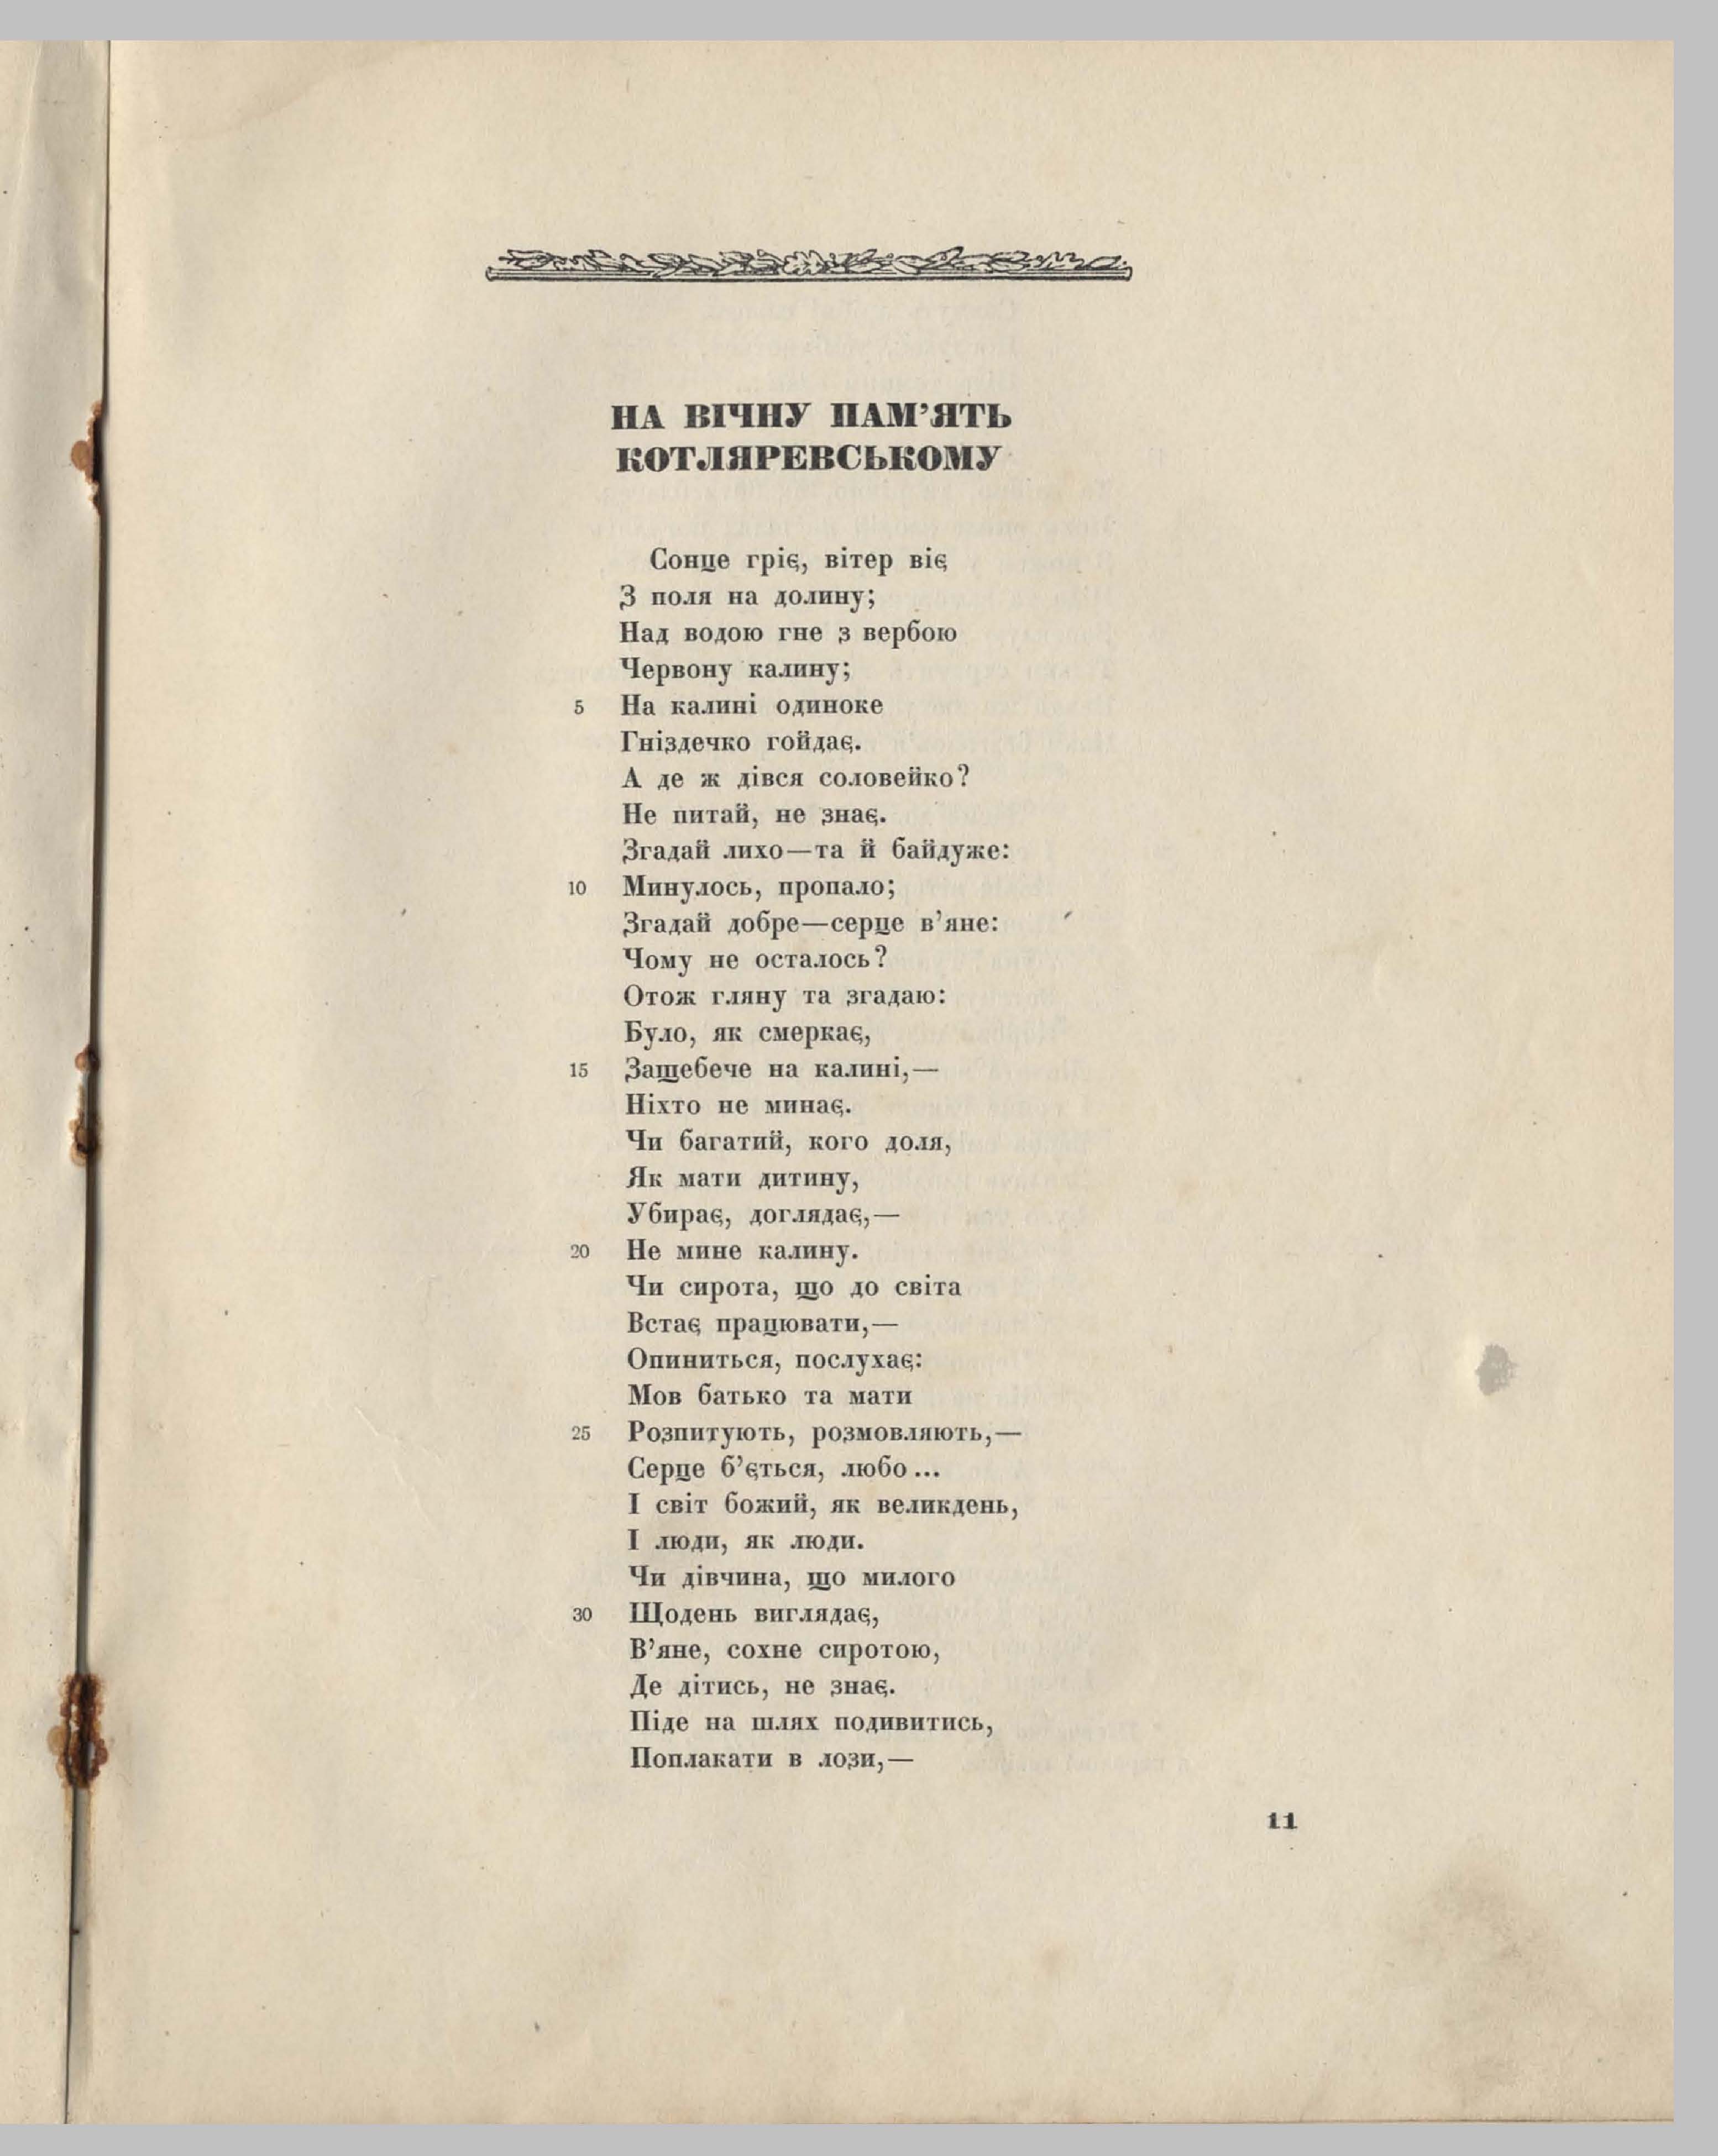 НА ВІЧНУ ПАМ’ЯТЬ
КОТЛЯРЕВСЬКОМУ
Сонце гріє, вітер віє
З поля на долину;
Над водою гне з вербою
Червону калину;
5 На калині одиноке
Гніздечко гойдає.
А де ж дівся соловейко?
Не питай, не знає.
Згадай лихо—та й байдуже:
10 Минулось, пропало;
Згадай добре—серце в’яне:
Чому не осталось?
Отож гляну та згадаю:
Було, як смеркає,
15 Защебече на калині,—
Ніхто не минає.
Чи багатий, кого доля,
Як мати дитину,
Убирає, доглядає,—
20 Не мине калину.
Чи сирота, що до світа
Встає працювати,—
Опиниться, послухає:
Мов батько та мати
25 Розпитують, розмовляють,—
Серце б’ється, любо...
І світ божий, як великдень,
І люди, як люди.
Чи дівчина, що милого
30 Щодень виглядає,
В’яне, сохне сиротою,
Де дітись, не знає.
Піде на шлях подивитись,
Поплакати в лози,—
11